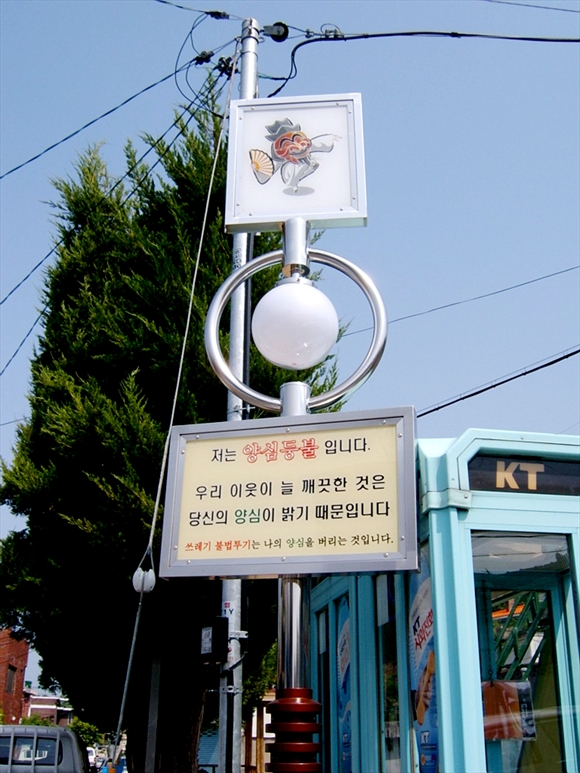 저는 양심등불 입니다.
우리 이웃이 늘 깨끗한 것은
당신의 양심이 밝기 때문입니다
쓰레기 불법투기는 나의 양심을 버리는 것입니다.
KT
KT